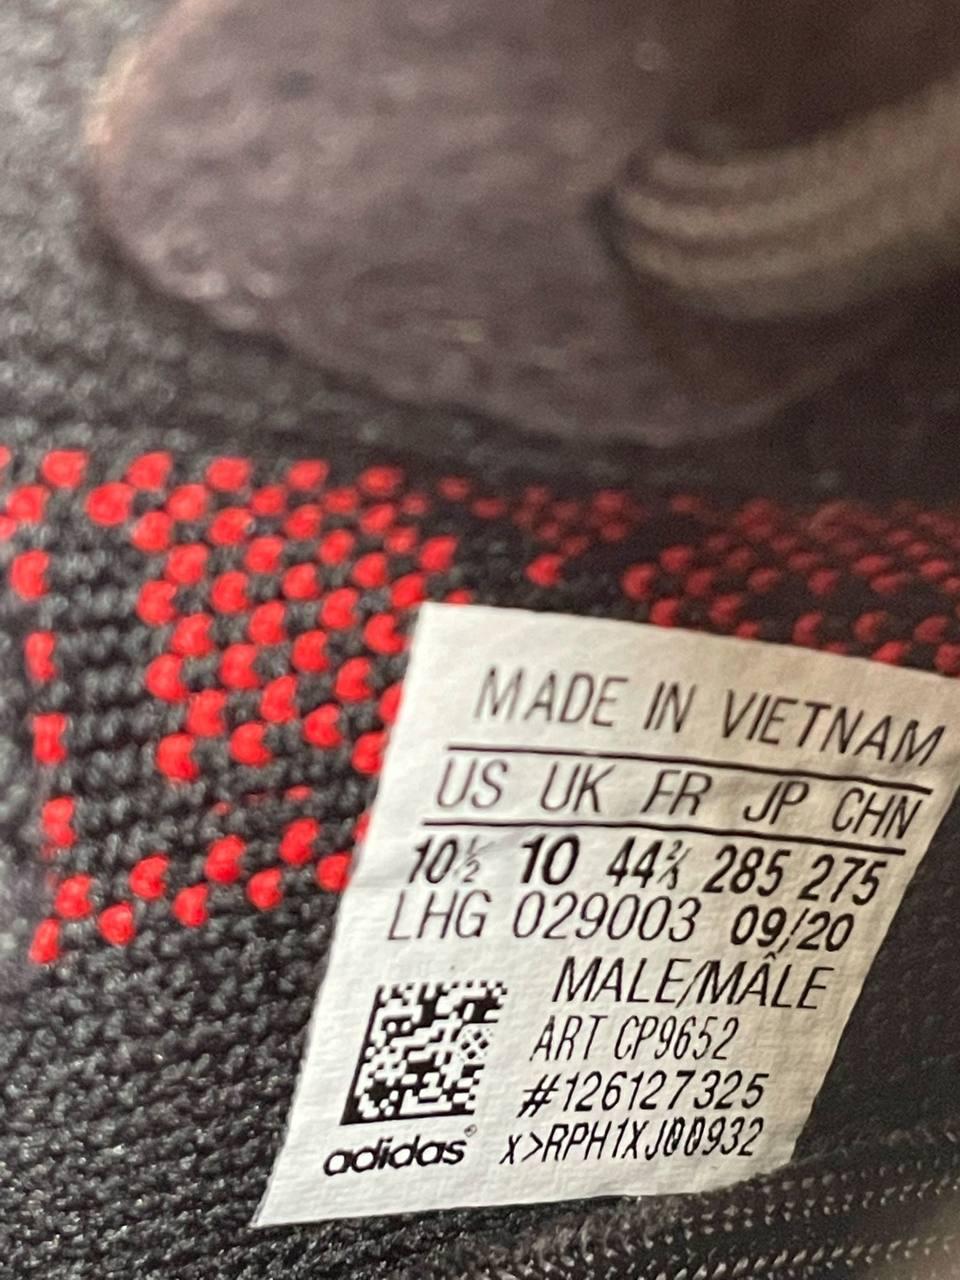 MADE IN VIETNAM
US UK FR JP CHN
10½ 10 44⅔ 285 275
LHG 029003 09/20
MALE/MÂLE
ART CP9652
#126127325
X>RPH1XJ00932
adidas®